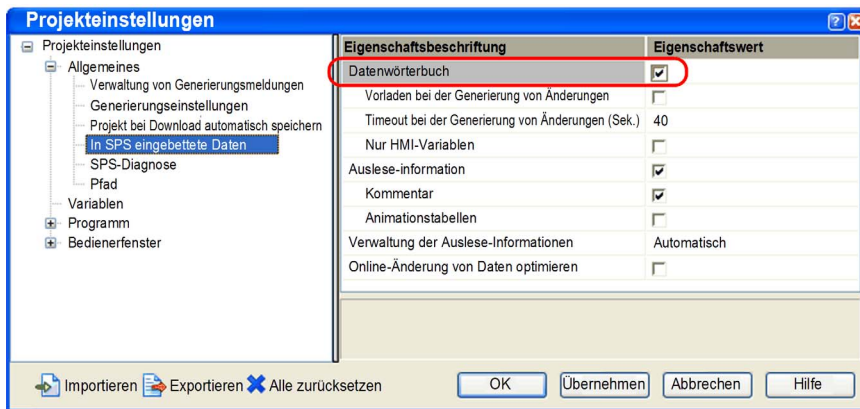 Projekteinstellungen
Projekteinstellungen
Allgemeines
Verwaltung von Generierungsmeldungen
Generierungseinstellungen
Projekt bei Download automatisch speichern
In SPS eingebettete Daten
SPS-Diagnose
Pfad
Variablen
Programm
Bedienerfenster
Eigenschaftsbeschriftung Eigenschaftswert
Datenwörterbuch
Vorladen bei der Generierung von Änderungen
Timeout bei der Generierung von Änderungen (Sek.) 40
Nur HMI-Variablen
Auslese-information
Kommentar
Animationstabellen
Verwaltung der Auslese-Informationen Automatisch
Online-Änderung von Daten optimieren
Importieren Exportieren Alle zurücksetzen OK Übernehmen Abbrechen Hilfe